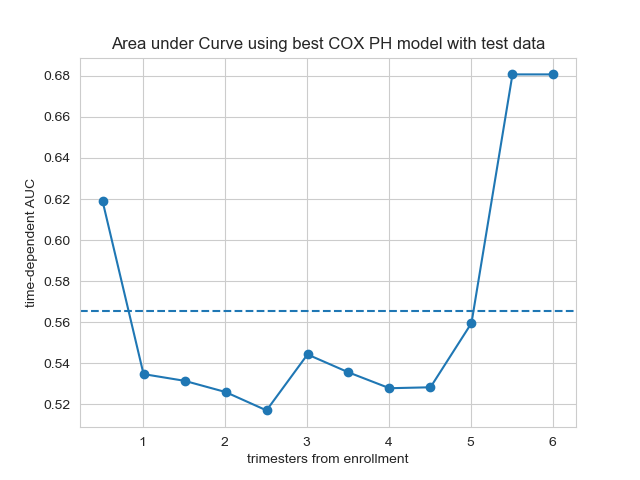 Area under Curve using best COX PH model with test data
time-dependent AUC
0.68
0.66
0.64
0.62
0.60
0.58
0.56
0.54
0.52
1 2 3 4 5 6
trimesters from enrollment